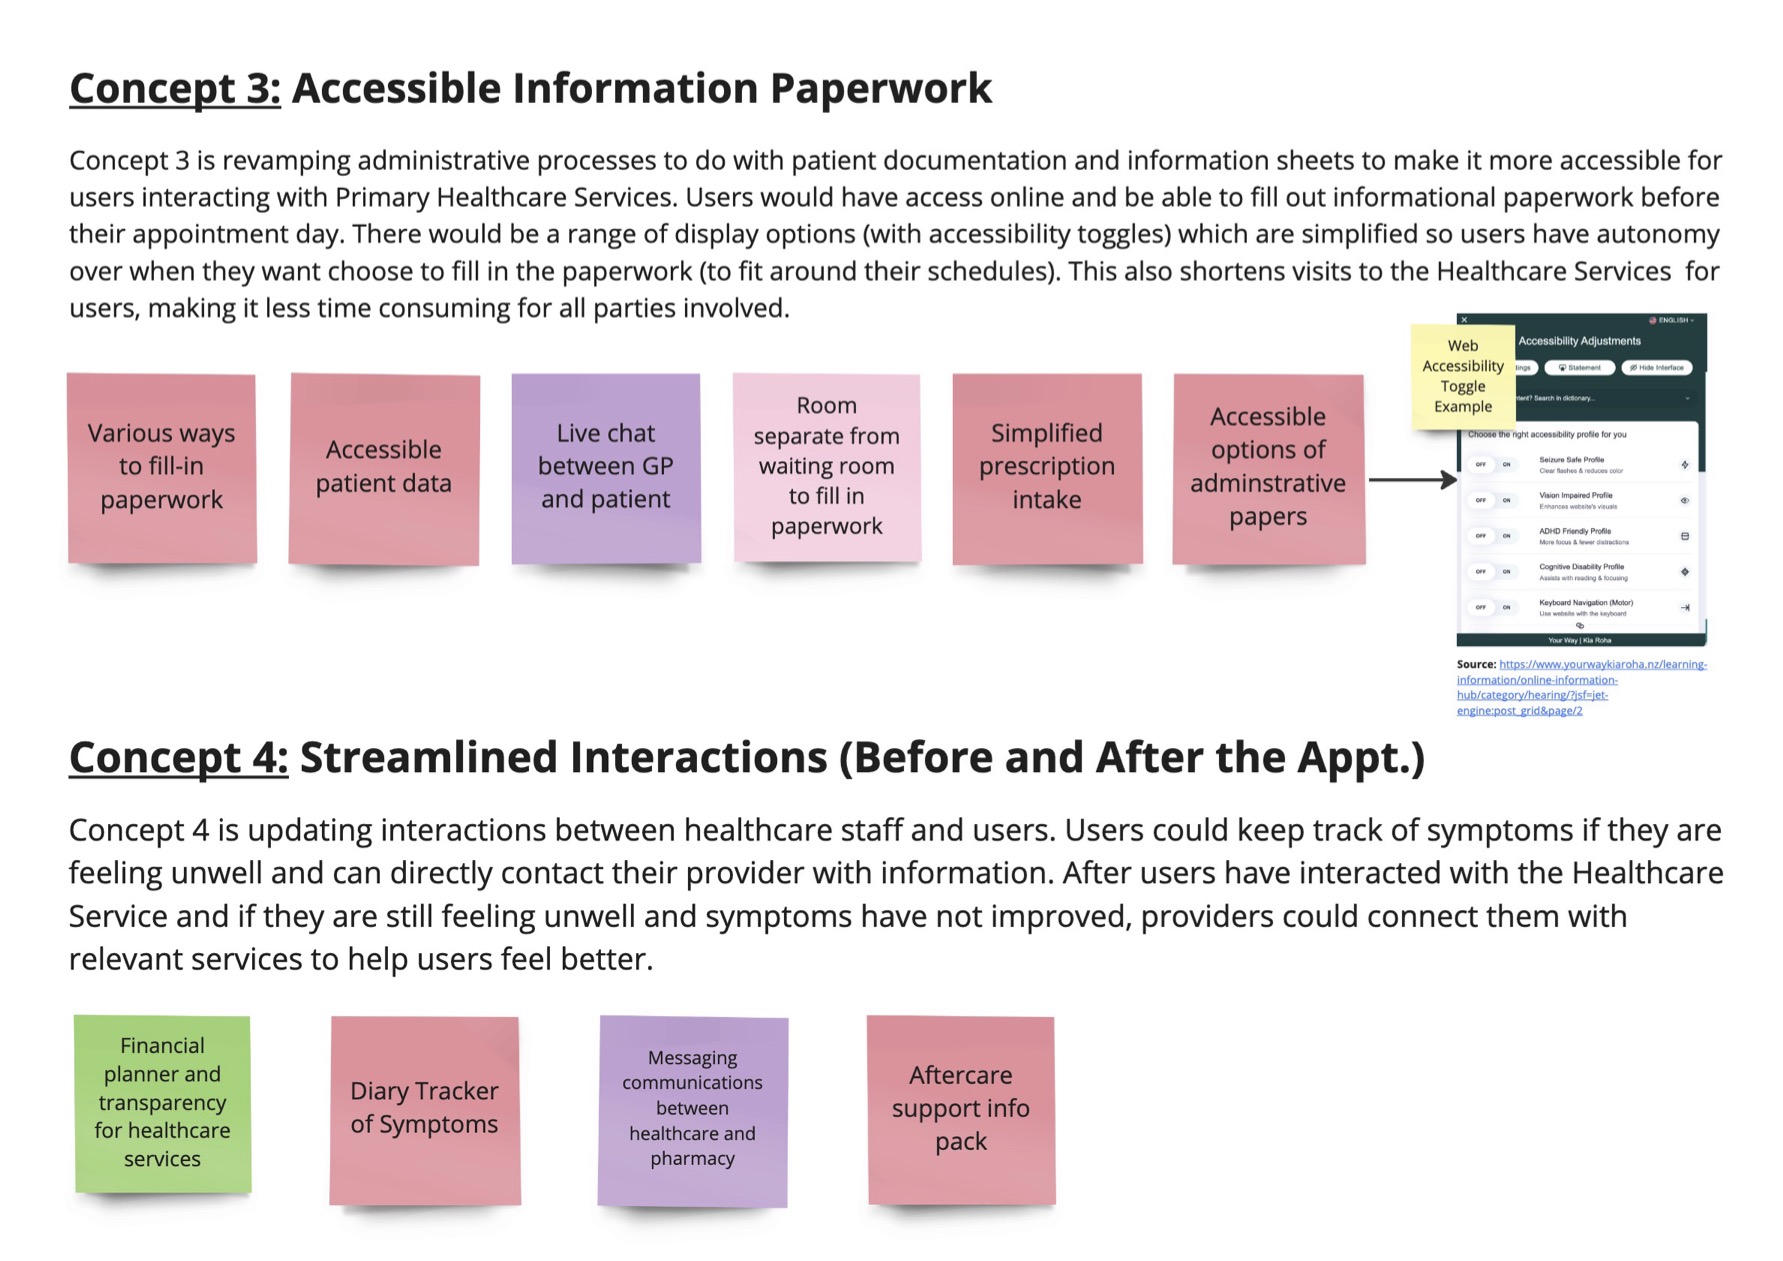 Concept 3: Accessible Information Paperwork
Concept 3 is revamping administrative processes to do with patient documentation and information sheets to make it more accessible for
users interacting with Primary Healthcare Services. Users would have access online and be able to fill out informational paperwork before
their appointment day. There would be a range of display options (with accessibility toggles) which are simplified so users have autonomy
over when they want choose to fill in the paperwork (to fit around their schedules). This also shortens visits to the Healthcare Services for
users, making it less time consuming for all parties involved.
Various ways
to fill-in
paperwork
Accessible
patient data
Live chat
between GP
and patient
Room
separate from
waiting room
to fill in
paperwork
Simplified
prescription
intake
Accessible
options of
adminstrative
papers
Web
Accessibility
Toggle
Example
ENGLISH
Accessibility Adjustments
Statement
Hide Interface
Search in dictionary...
Choose the right accessibility profile for you
OFF ON
Seizure Safe Profile
Clear flashes & reduces color
OFF ON
Vision Impaired Profile
Enhances website's visuals
OFF ON
ADHD Friendly Profile
More focus & fewer distractions
OFF ON
Cognitive Disability Profile
Assists with reading & focusing
OFF ON
Keyboard Navigation (Motor)
Use website with the keyboard
Your Way | Kia Roha
Source: https://www.yourwaykiaroha.nz/learning-
information/online-information-
hub/category/hearing/?jsf=jet-
engine:post_grid&page/2
Concept 4: Streamlined Interactions (Before and After the Appt.)
Concept 4 is updating interactions between healthcare staff and users. Users could keep track of symptoms if they are
feeling unwell and can directly contact their provider with information. After users have interacted with the Healthcare
Service and if they are still feeling unwell and symptoms have not improved, providers could connect them with
relevant services to help users feel better.
Financial
planner and
transparency
for healthcare
services
Diary Tracker
of Symptoms
Messaging
communications
between
healthcare and
pharmacy
Aftercare
support info
pack